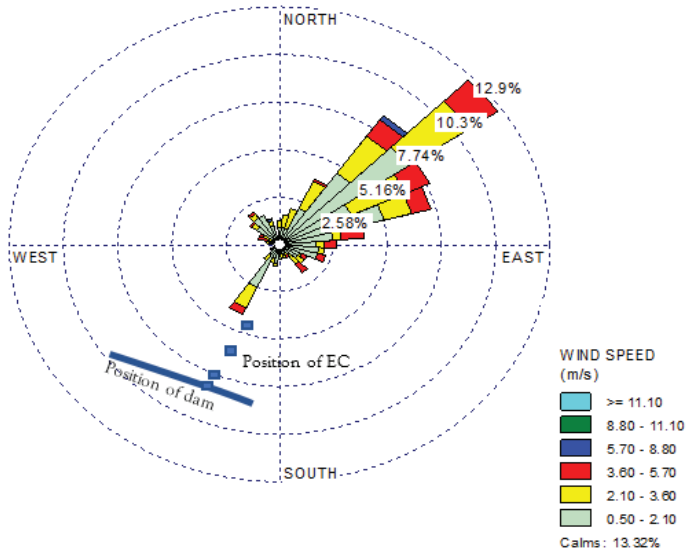 NORTH
12.9%
10.3%
7.74%
5.16%
2.58%
WEST
EAST
Position of EC
Position of dam
SOUTH
WIND SPEED
(m/s)
>= 11.10
8.80 - 11.10
5.70 - 8.80
3.60 - 5.70
2.10 - 3.60
0.50 - 2.10
Calms: 13.32%